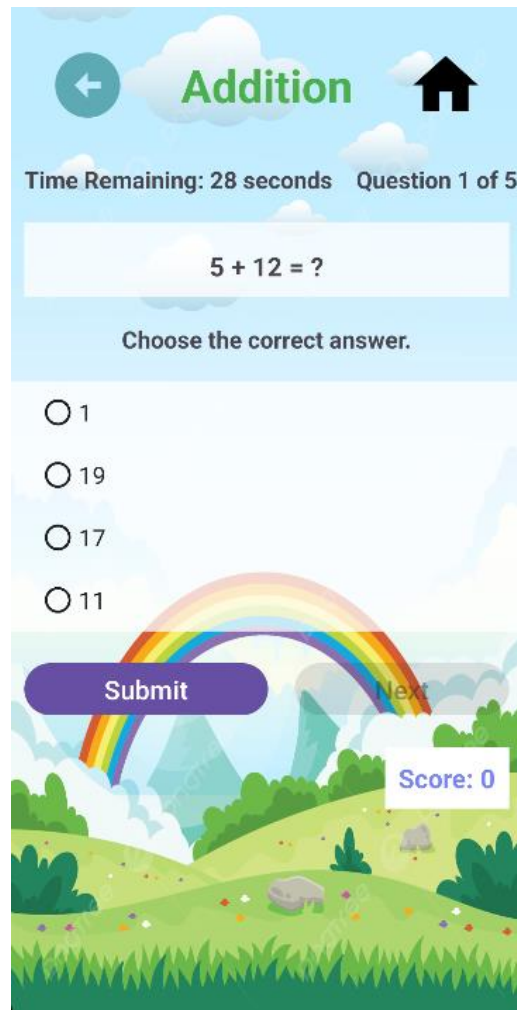 Addition
Time Remaining: 28 seconds Question 1 of 5
5 + 12 = ?
Choose the correct answer.
1
19
17
11
Submit Next
Score: 0